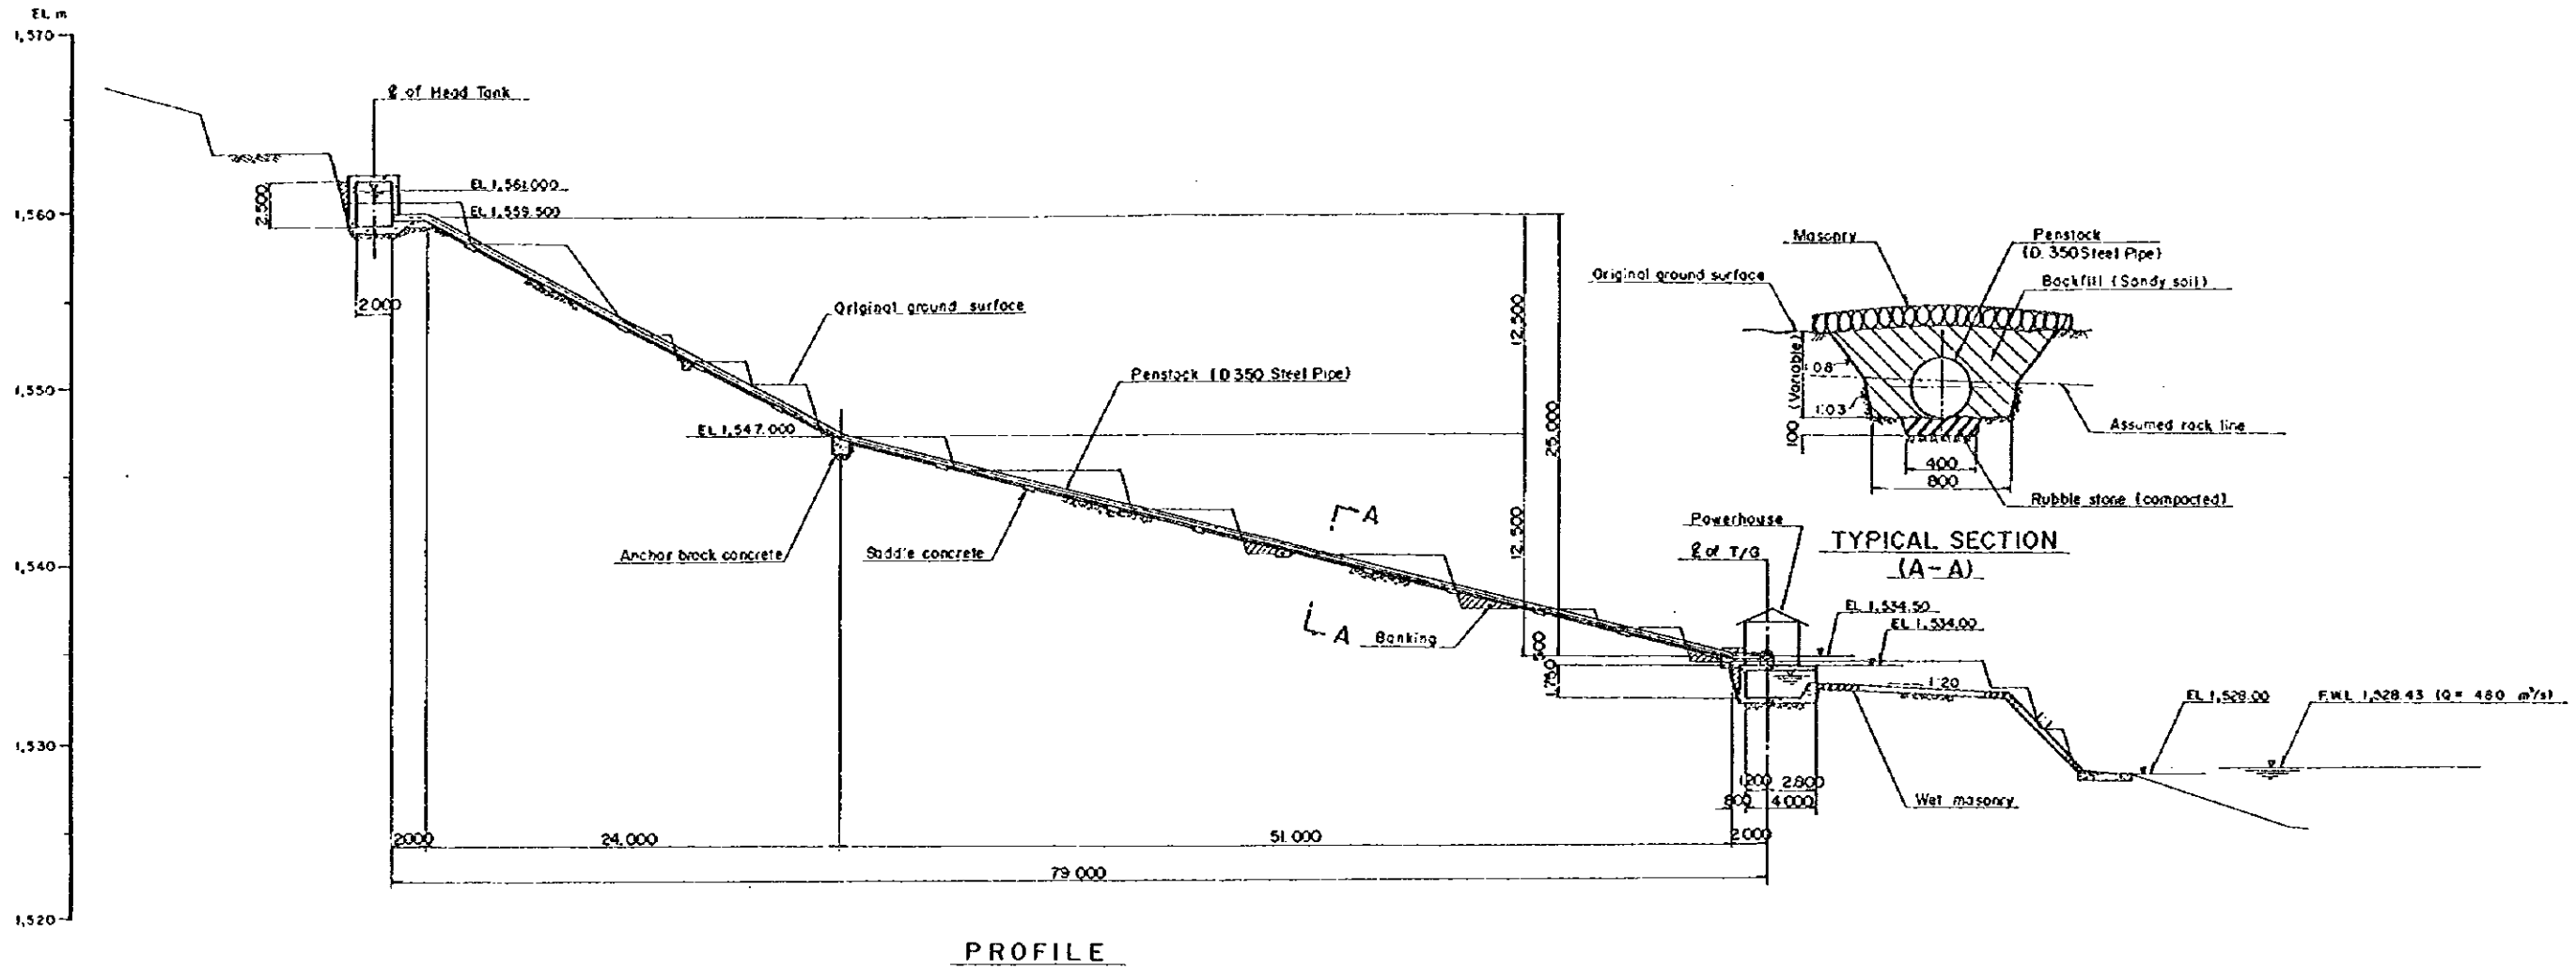 EL. m
1,570
1,560
1,550
1,540
1,530
1,520
℄ of Head Tank
EL 1,561.000
EL 1,559.500
2.500
2.000
Original ground surface
Penstock (D.350 Steel Pipe)
EL 1,547.000
Anchor brock concrete
Saddle concrete
A
A
Banking
12.500
12.500
25.000
500
1.750
Powerhouse
℄ of T/G
EL 1,534.50
EL 1,534.00
1:20
EL 1,528.00
F.W.L 1,528.43 (Q = 480 m³/s)
Wet masonry
1.200 2.800
800 4.000
2.000
24.000
51.000
2.000
79.000
PROFILE
Masonry
Penstock
(D. 350 Steel Pipe)
Original ground surface
Backfill (Sandy soil)
(Variable)
1:0.8
1:0.3
100
Assumed rock line
400
800
Rubble stone (compacted)
TYPICAL SECTION
(A-A)